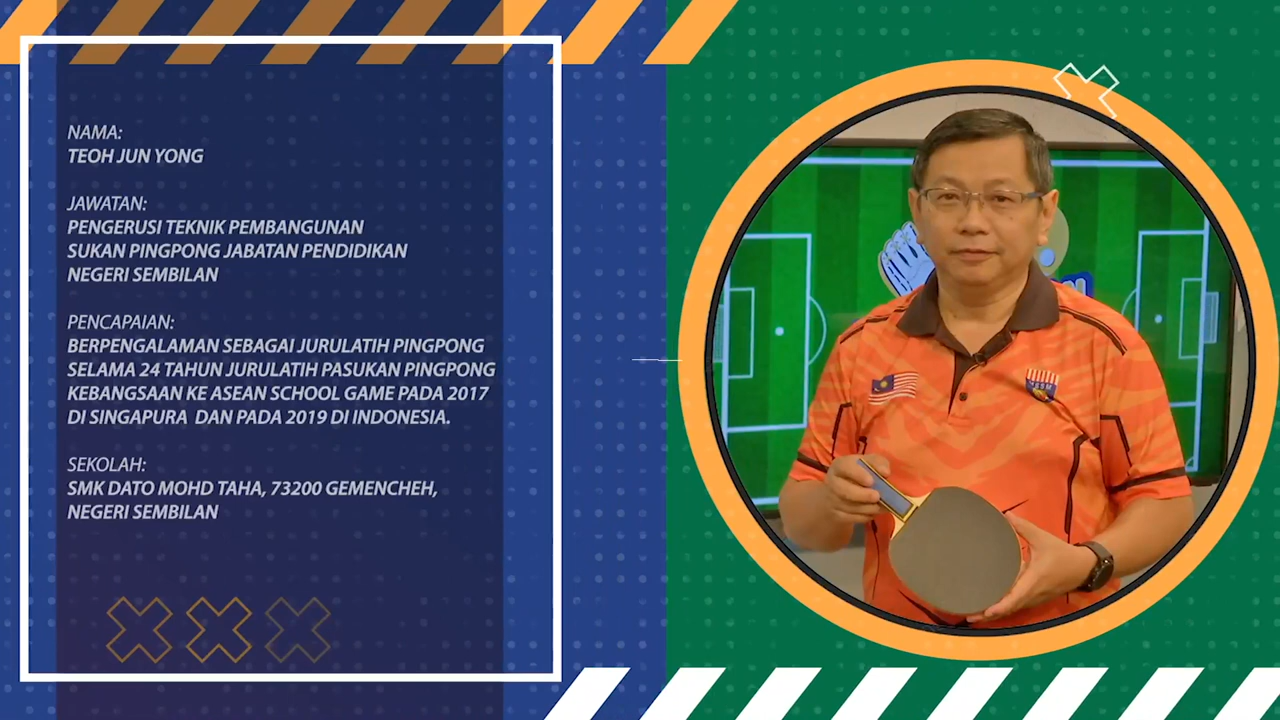 NAMA:
TEOH JUN YONG
JAWATAN:
PENGERUSI TEKNIK PEMBANGUNAN
SUKAN PINGPONG JABATAN PENDIDIKAN
NEGERI SEMBILAN
PENCAPAIAN:
BERPENGALAMAN SEBAGAI JURULATIH PINGPONG
SELAMA 24 TAHUN JURULATIH PASUKAN PINGPONG
KEBANGSAAN KE ASEAN SCHOOL GAME PADA 2017
DI SINGAPURA  DAN PADA 2019 DI INDONESIA.
SEKOLAH:
SMK DATO MOHD TAHA, 73200 GEMENCHEH,
NEGERI SEMBILAN